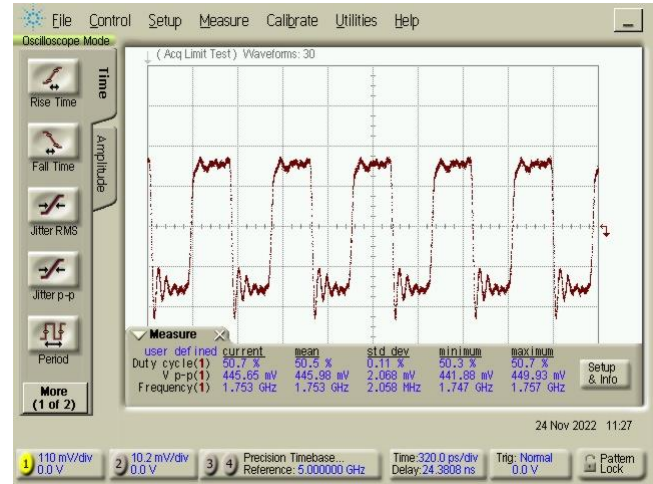 File Control Setup Measure Calibrate Utilities Help
Oscilloscope Mode
( Acq Limit Test ) Waveforms: 30
Time
Amplitude
Rise Time
Fall Time
Jitter RMS
Jitter p-p
Period
More
(1 of 2)
Measure
user defined current mean std dev minimum maximum
Duty cycle(1) 50.7 % 50.5 % 0.11 % 50.3 % 50.7 %
V p-p(1) 445.65 mV 445.98 mV 2.068 mV 441.88 mV 449.93 mV
Frequency(1) 1.753 GHz 1.753 GHz 2.058 MHz 1.747 GHz 1.757 GHz
Setup
& Info
24 Nov 2022 11:27
1 110 mV/div
0.0 V
2 10.2 mV/div
0.0 V
3 4
Precision Timebase...
Reference: 5.000000 GHz
Time:320.0 ps/div
Delay:24.3808 ns
Trig: Normal
0.0 V
Pattern
Lock